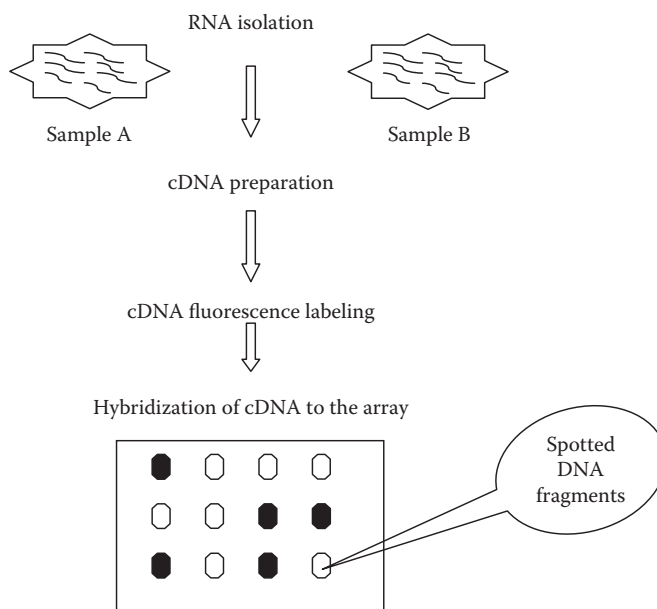 RNA isolation
Sample A
Sample B
cDNA preparation
cDNA fluorescence labeling
Hybridization of cDNA to the array
Spotted
DNA
fragments